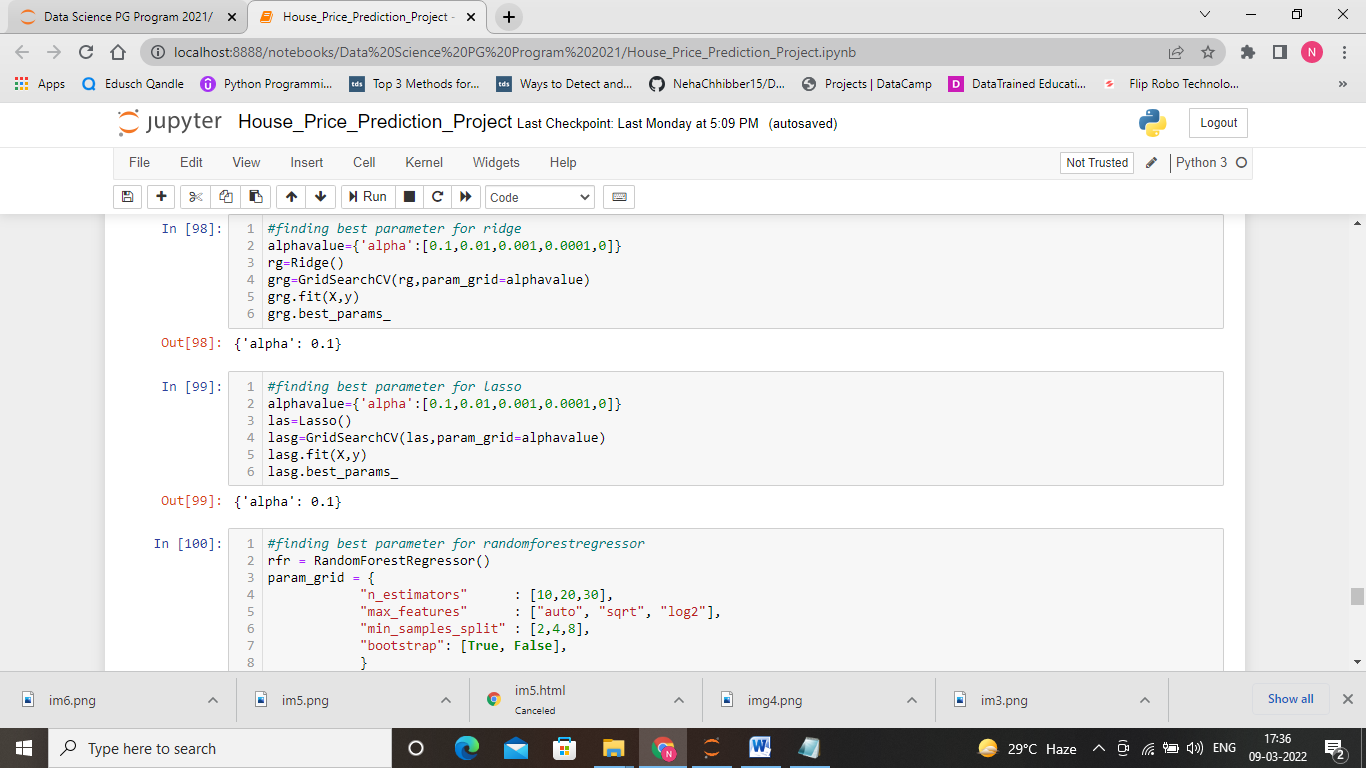 Data Science PG Program 2021/
House_Price_Prediction_Project -
localhost:8888/notebooks/Data%20Science%20PG%20Program%202021/House_Price_Prediction_Project.ipynb
N
Apps
Edusch Qandle
Python Programmi...
tds Top 3 Methods for...
tds Ways to Detect and...
NehaChhibber15/D...
Projects | DataCamp
D DataTrained Educati...
Flip Robo Technolo...
»
jupyter House_Price_Prediction_Project Last Checkpoint: Last Monday at 5:09 PM (autosaved)
Logout
File Edit View Insert Cell Kernel Widgets Help
Not Trusted
Python 3
Run
Code
In [98]:
1 #finding best parameter for ridge
2 alphavalue={'alpha':[0.1,0.01,0.001,0.0001,0]}
3 rg=Ridge()
4 grg=GridSearchCV(rg,param_grid=alphavalue)
5 grg.fit(X,y)
6 grg.best_params_
Out[98]: {'alpha': 0.1}
In [99]:
1 #finding best parameter for lasso
2 alphavalue={'alpha':[0.1,0.01,0.001,0.0001,0]}
3 las=Lasso()
4 lasg=GridSearchCV(las,param_grid=alphavalue)
5 lasg.fit(X,y)
6 lasg.best_params_
Out[99]: {'alpha': 0.1}
In [100]:
1 #finding best parameter for randomforestregressor
2 rfr = RandomForestRegressor()
3 param_grid = {
4 "n_estimators" : [10,20,30],
5 "max_features" : ["auto", "sqrt", "log2"],
6 "min_samples_split" : [2,4,8],
7 "bootstrap": [True, False],
8 }
im6.png
im5.png
im5.html
Canceled
img4.png
im3.png
Show all
Type here to search
N
W
29°C Haze
ENG
17:36
09-03-2022
2